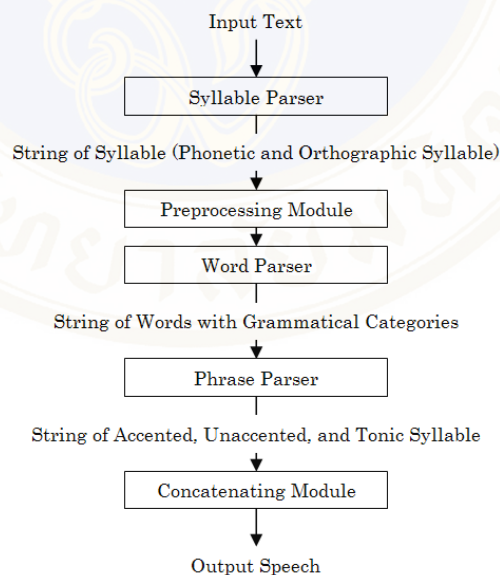 Input Text
Syllable Parser
String of Syllable (Phonetic and Orthographic Syllable)
Preprocessing Module
Word Parser
String of Words with Grammatical Categories
Phrase Parser
String of Accented, Unaccented, and Tonic Syllable
Concatenating Module
Output Speech